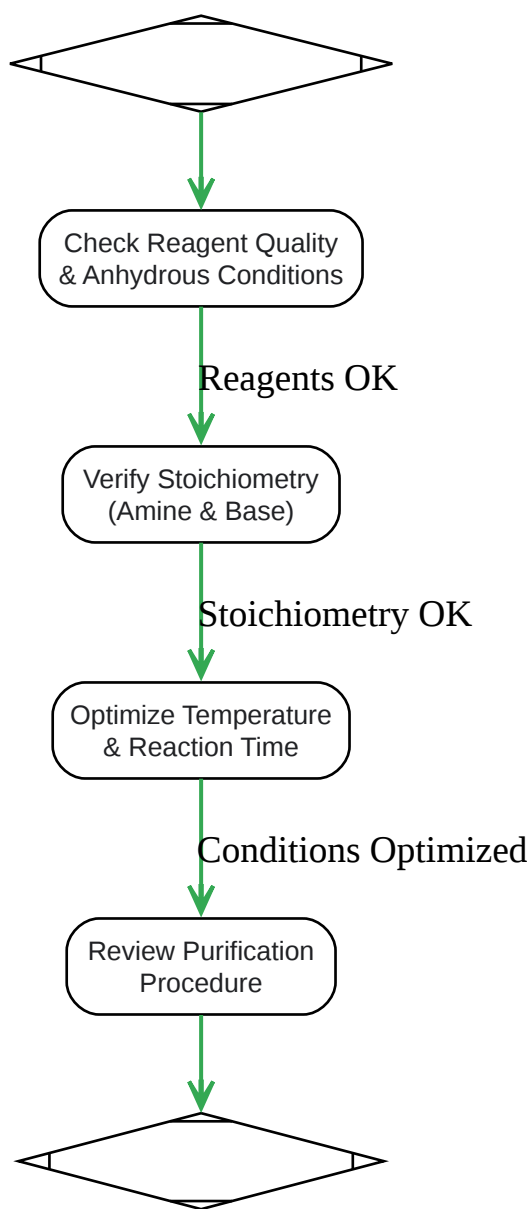 Check Reagent Quality
& Anhydrous Conditions
Reagents OK
Verify Stoichiometry
(Amine & Base)
Stoichiometry OK
Optimize Temperature
& Reaction Time
Conditions Optimized
Review Purification
Procedure